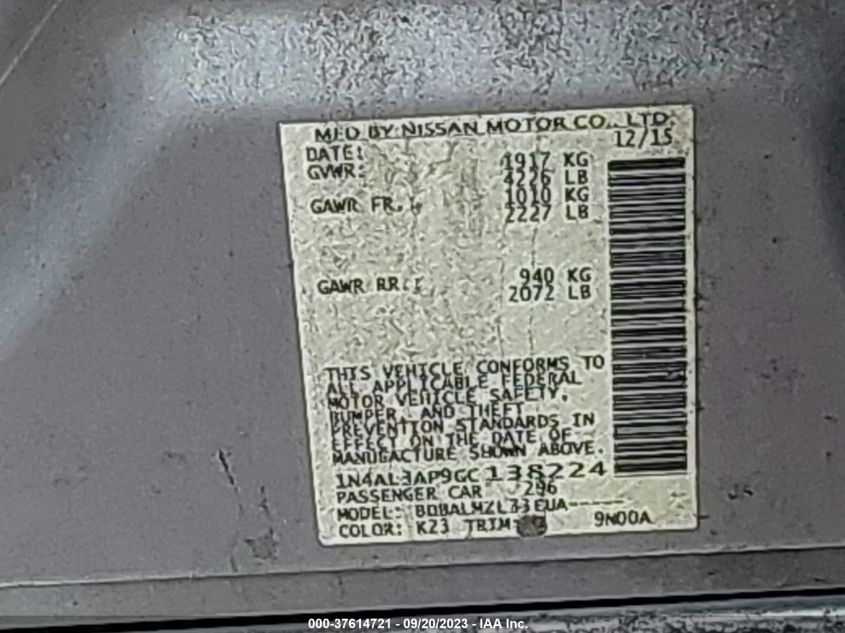 MFD BY NISSAN MOTOR CO., LTD.
DATE: 12/15
GVWR: 1917 KG
4226 LB
GAWR FR. 1010 KG
2227 LB
GAWR RR. 940 KG
2072 LB
THIS VEHICLE CONFORMS TO
ALL APPLICABLE FEDERAL
MOTOR VEHICLE SAFETY,
BUMPER, AND THEFT
PREVENTION STANDARDS IN
EFFECT ON THE DATE OF
MANUFACTURE SHOWN ABOVE.
1N4AL3AP9GC138224
PASSENGER CAR 296
MODEL:
COLOR: K23 TRIM: 9N00A
000-37614721 - 09/20/2023 - IAA Inc.